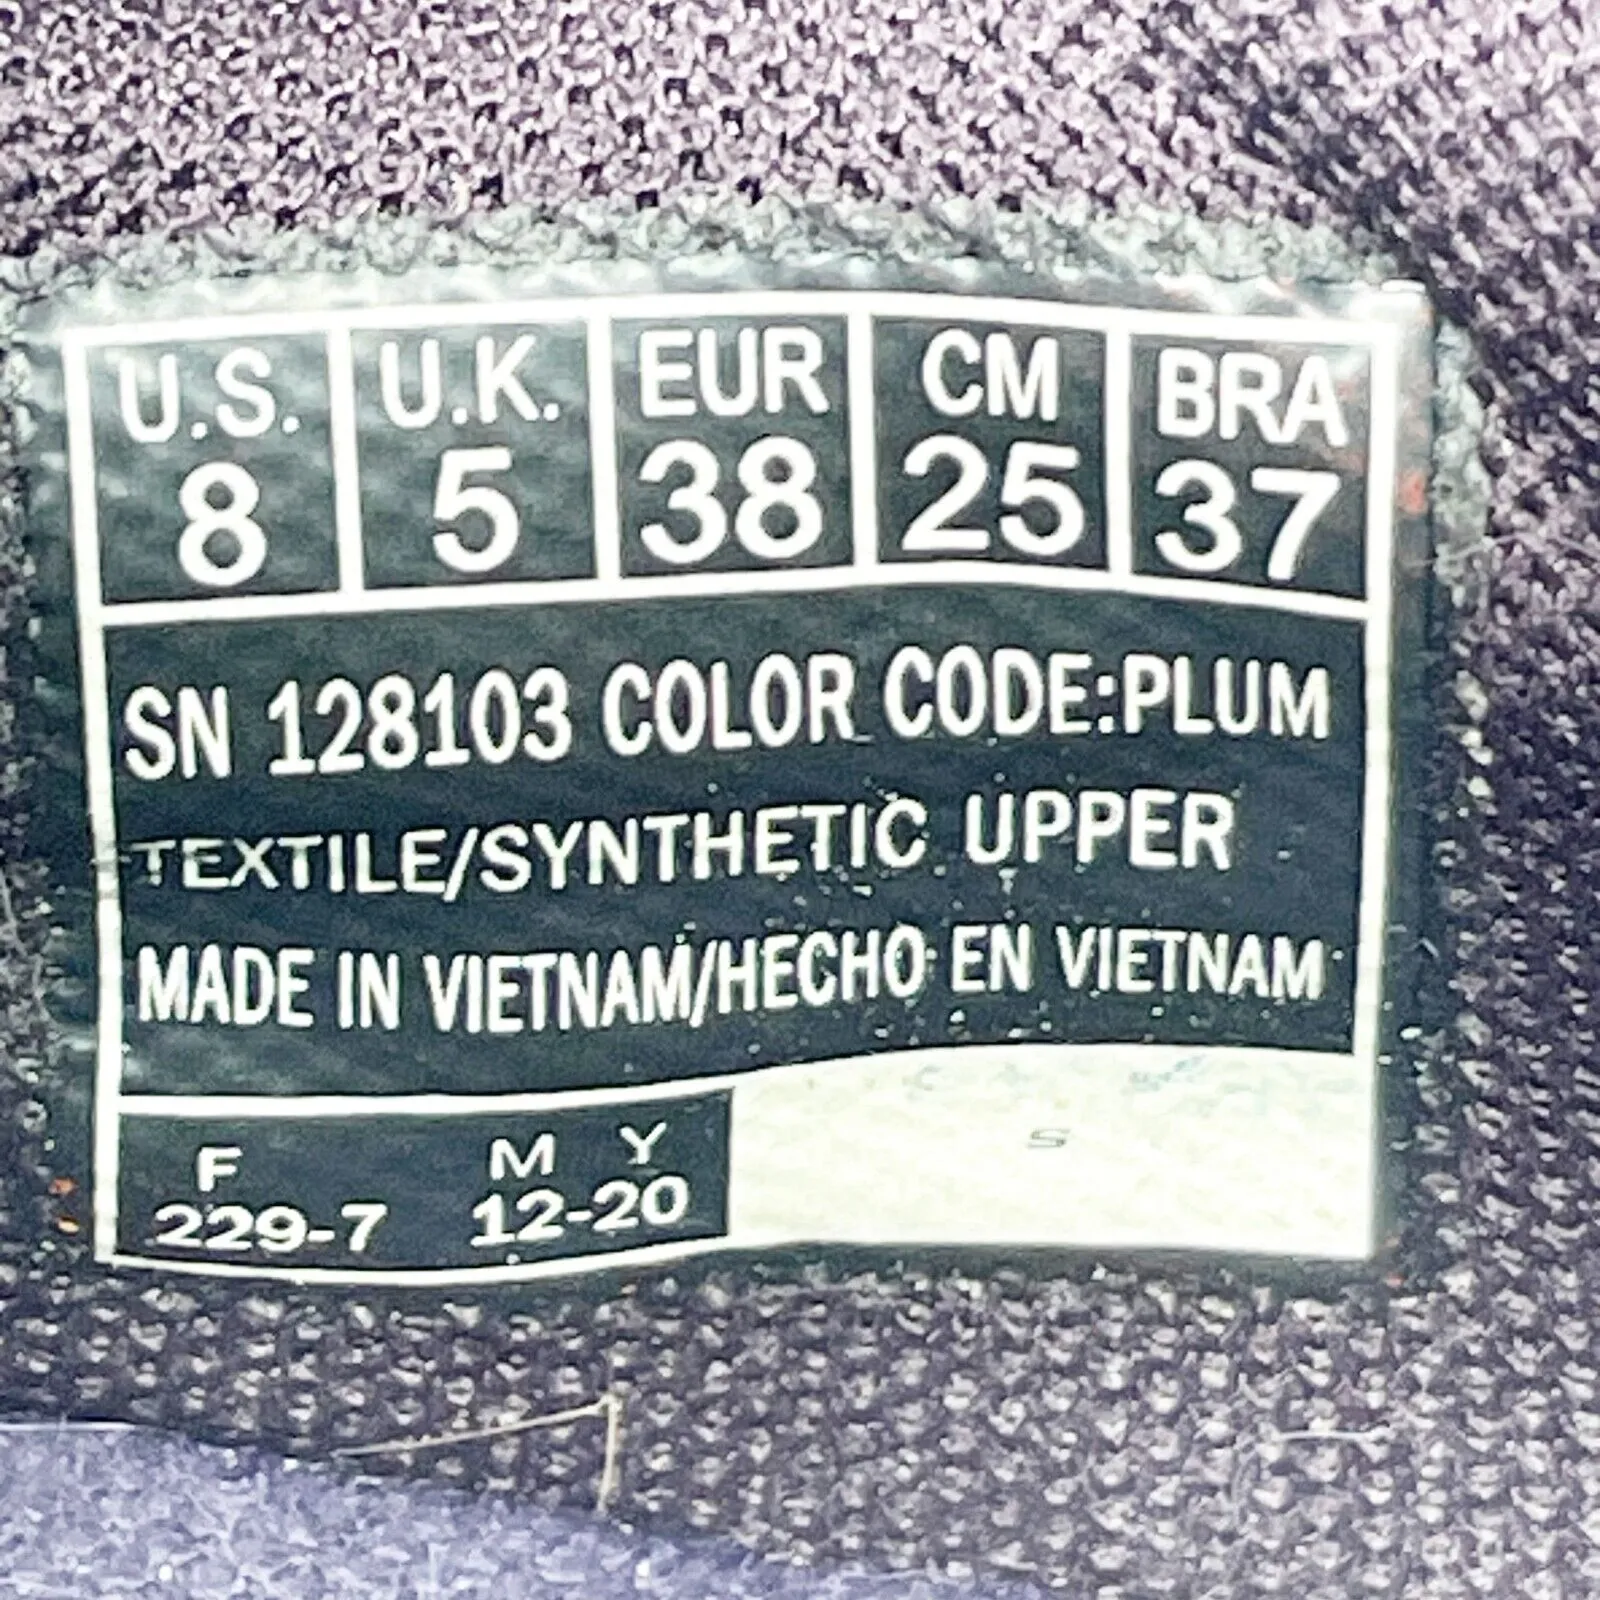 U.S. U.K. EUR CM BRA
8 5 38 25 37
SN 128103 COLOR CODE:PLUM
TEXTILE/SYNTHETIC UPPER
MADE IN VIETNAM/HECHO EN VIETNAM
F M Y
229-7 12-20
S